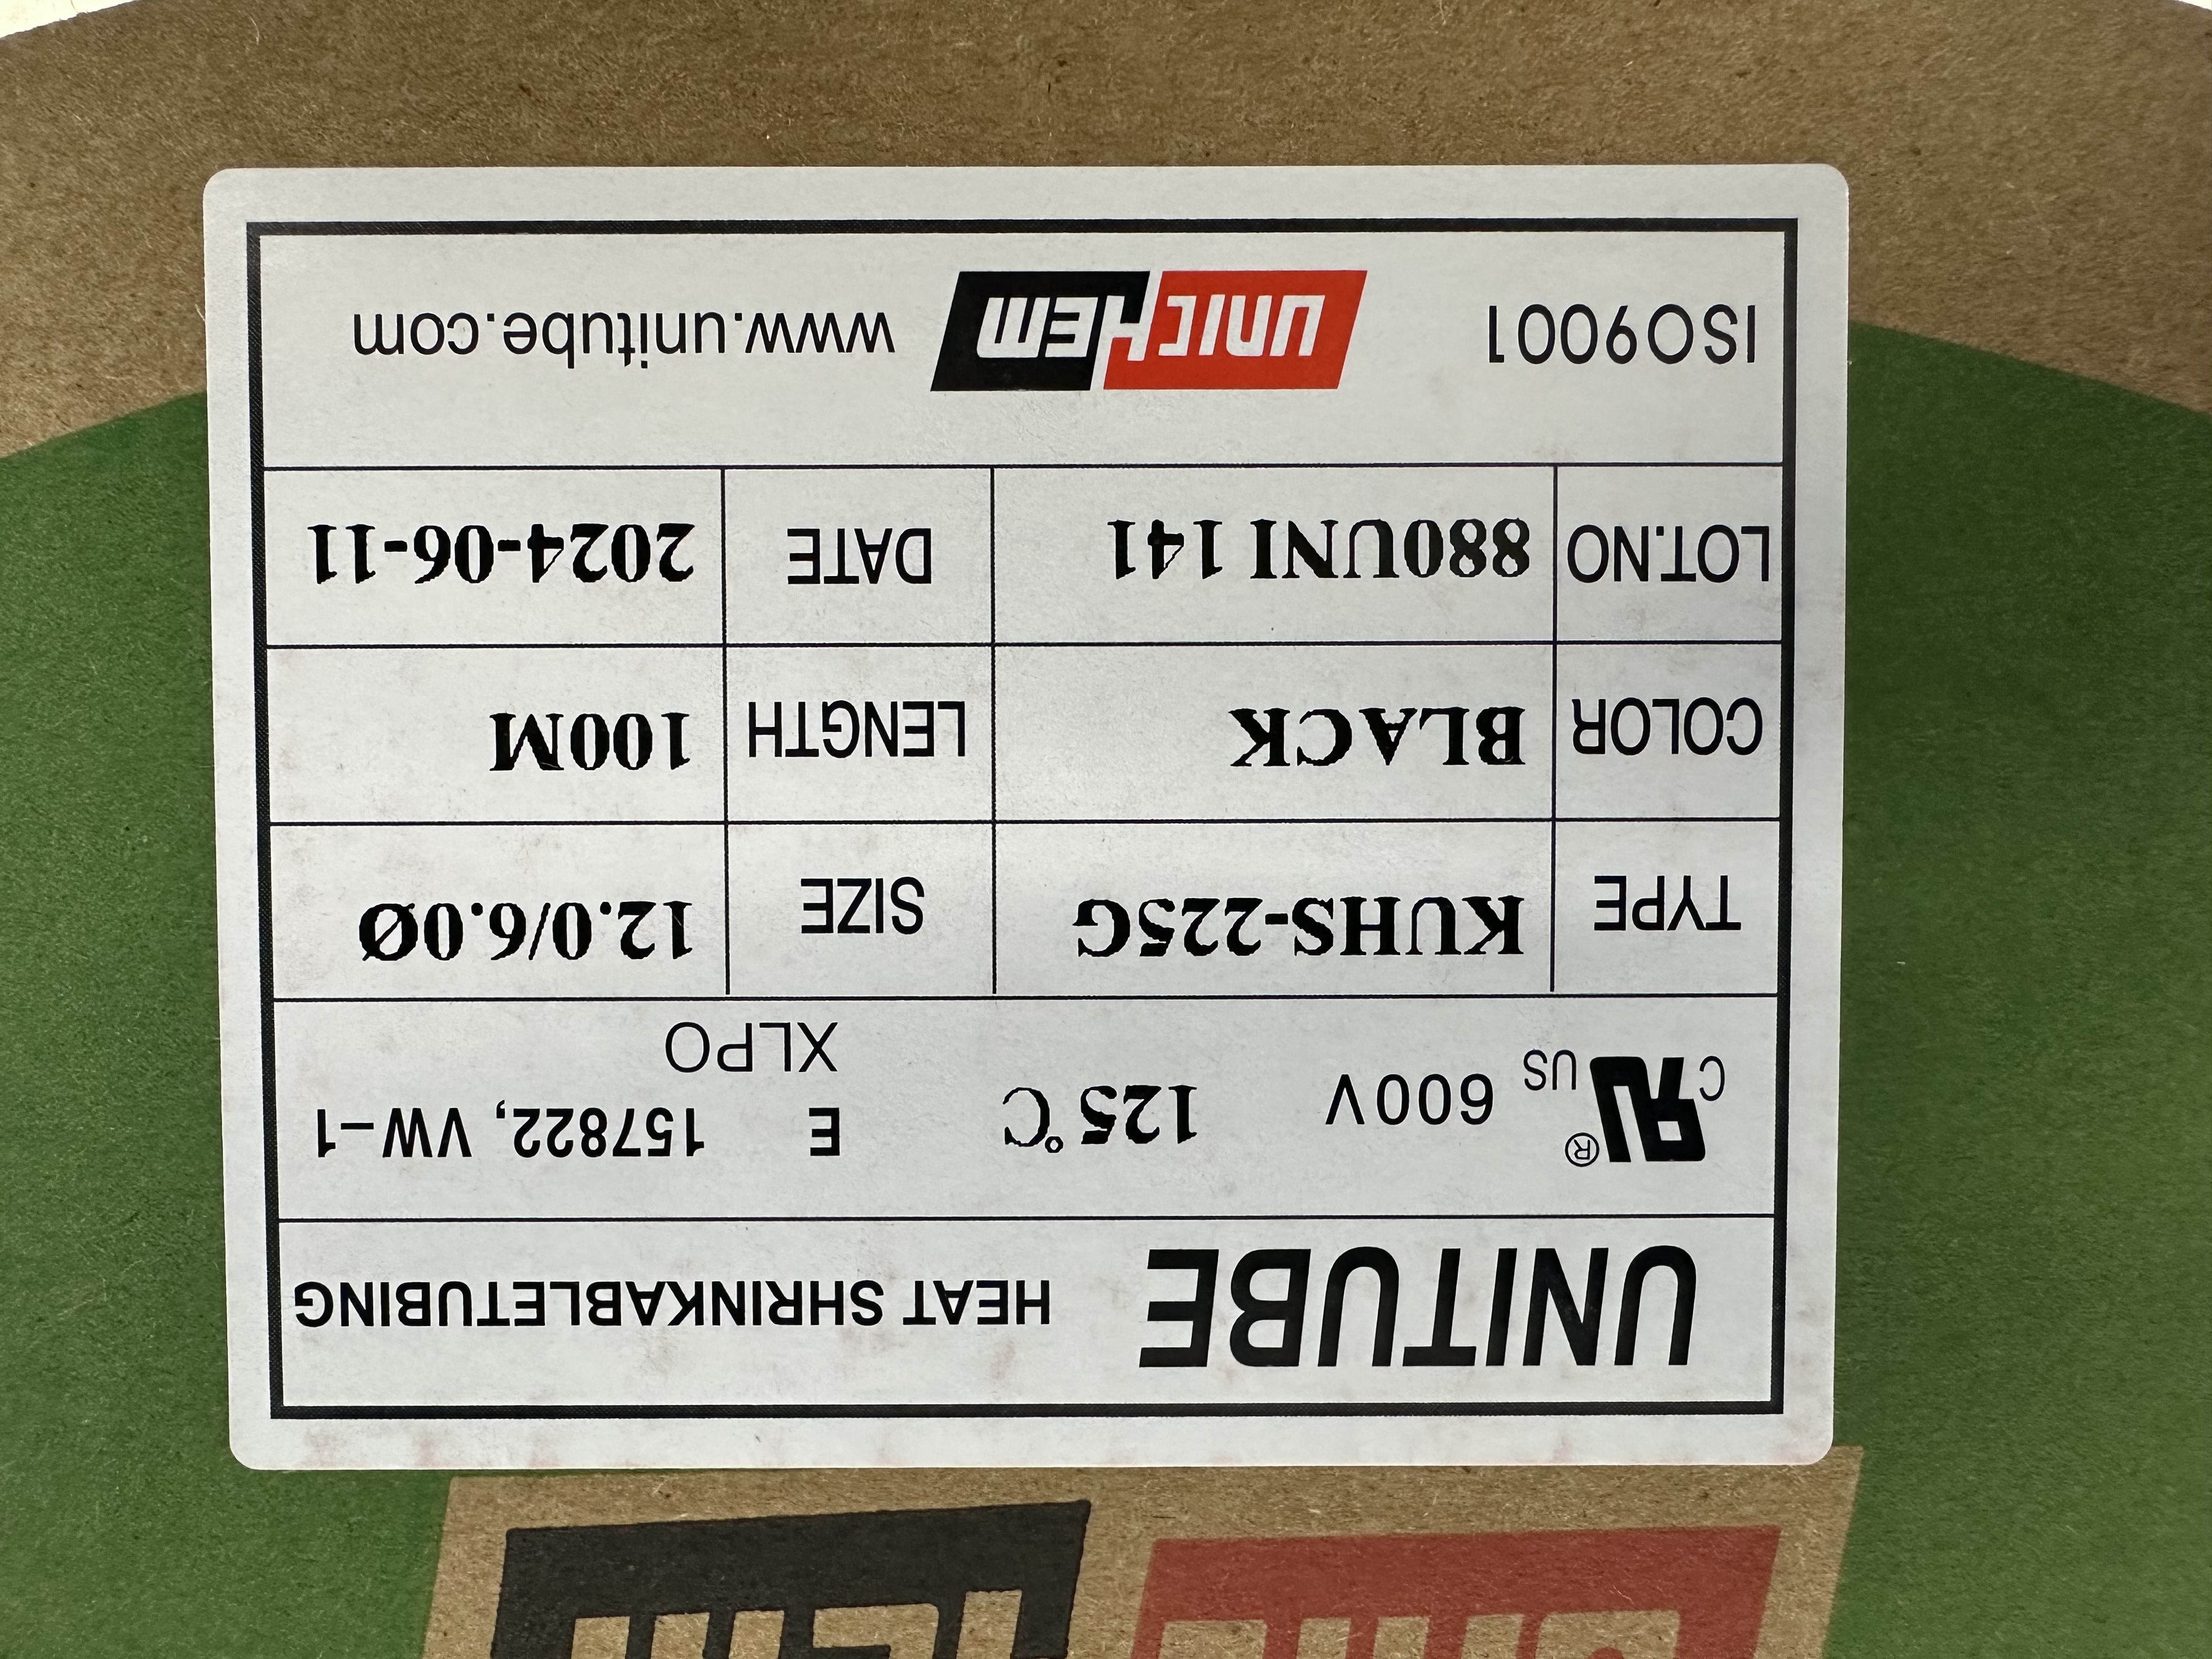 UNITUBE HEAT SHRINKABLETUBING
C US ® 600V 125℃ E 157822, VW-1
XLPO
TYPE KUHS-225G SIZE 12.0/6.0Ø
COLOR BLACK LENGTH 100M
LOT.NO 880UNI 141 DATE 2024-06-11
ISO9001 UNICHEM www.unitube.com